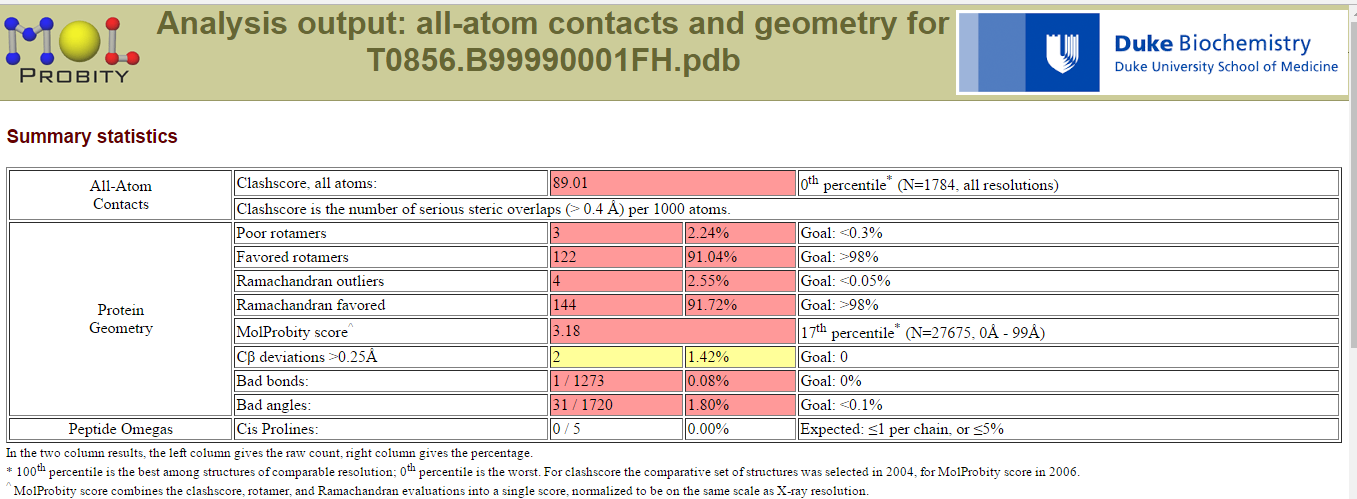 MOLPROBITY
Analysis output: all-atom contacts and geometry for
T0856.B99990001FH.pdb
Duke Biochemistry
Duke University School of Medicine
Summary statistics
All-Atom
Contacts
Clashscore, all atoms: 89.01 0th percentile* (N=1784, all resolutions)
Clashscore is the number of serious steric overlaps (> 0.4 Å) per 1000 atoms.
Protein
Geometry
Poor rotamers 3 2.24% Goal: <0.3%
Favored rotamers 122 91.04% Goal: >98%
Ramachandran outliers 4 2.55% Goal: <0.05%
Ramachandran favored 144 91.72% Goal: >98%
MolProbity score^ 3.18 17th percentile* (N=27675, 0Å - 99Å)
Cβ deviations >0.25Å 2 1.42% Goal: 0
Bad bonds: 1 / 1273 0.08% Goal: 0%
Bad angles: 31 / 1720 1.80% Goal: <0.1%
Peptide Omegas Cis Prolines: 0 / 5 0.00% Expected: ≤1 per chain, or ≤5%
In the two column results, the left column gives the raw count, right column gives the percentage.
* 100th percentile is the best among structures of comparable resolution; 0th percentile is the worst. For clashscore the comparative set of structures was selected in 2004, for MolProbity score in 2006.
^ MolProbity score combines the clashscore, rotamer, and Ramachandran evaluations into a single score, normalized to be on the same scale as X-ray resolution.